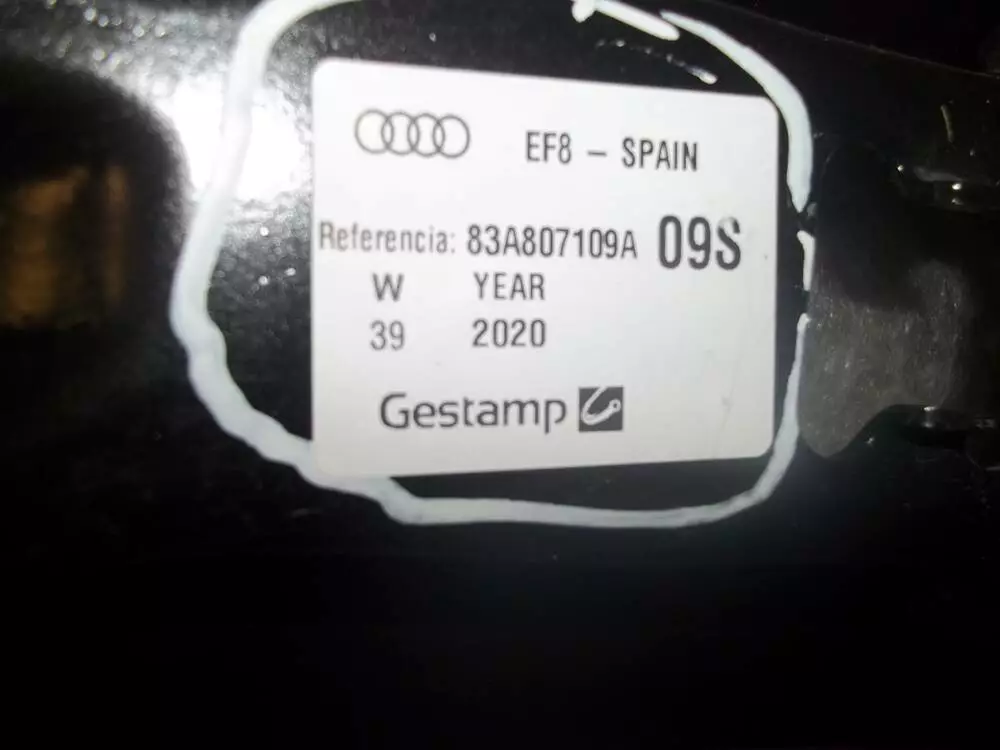 EF8 – SPAIN
Referencia: 83A807109A 09S
W YEAR
39 2020
Gestamp